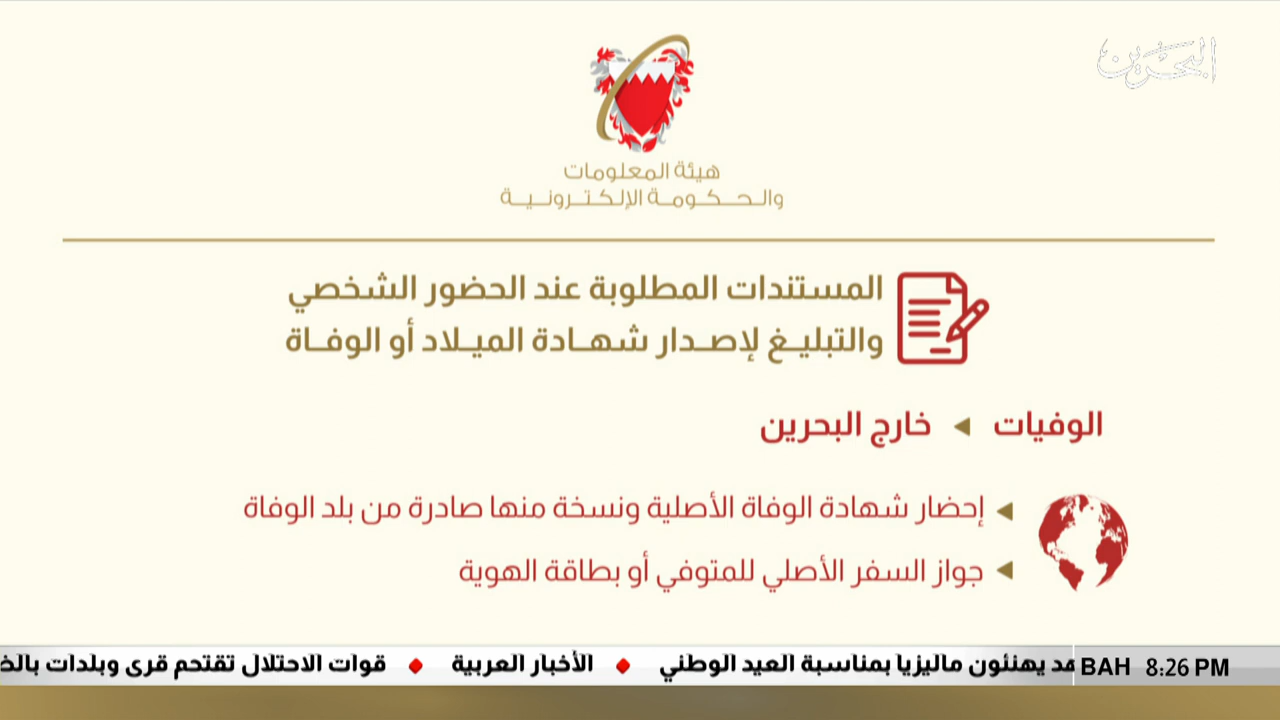 البحرين
هيئة المعلومات
والحكومة الإلكترونية
المستندات المطلوبة عند الحضور الشخصي
والتبليغ لإصدار شهادة الميلاد أو الوفاة
الوفيات ◄ خارج البحرين
إحضار شهادة الوفاة الأصلية ونسخة منها صادرة من بلد الوفاة
جواز السفر الأصلي للمتوفي أو بطاقة الهوية
BAH 8:26 PM
يهنئون ماليزيا بمناسبة العيد الوطني ♦ الأخبار العربية ♦ قوات الاحتلال تقتحم قرى وبلدات